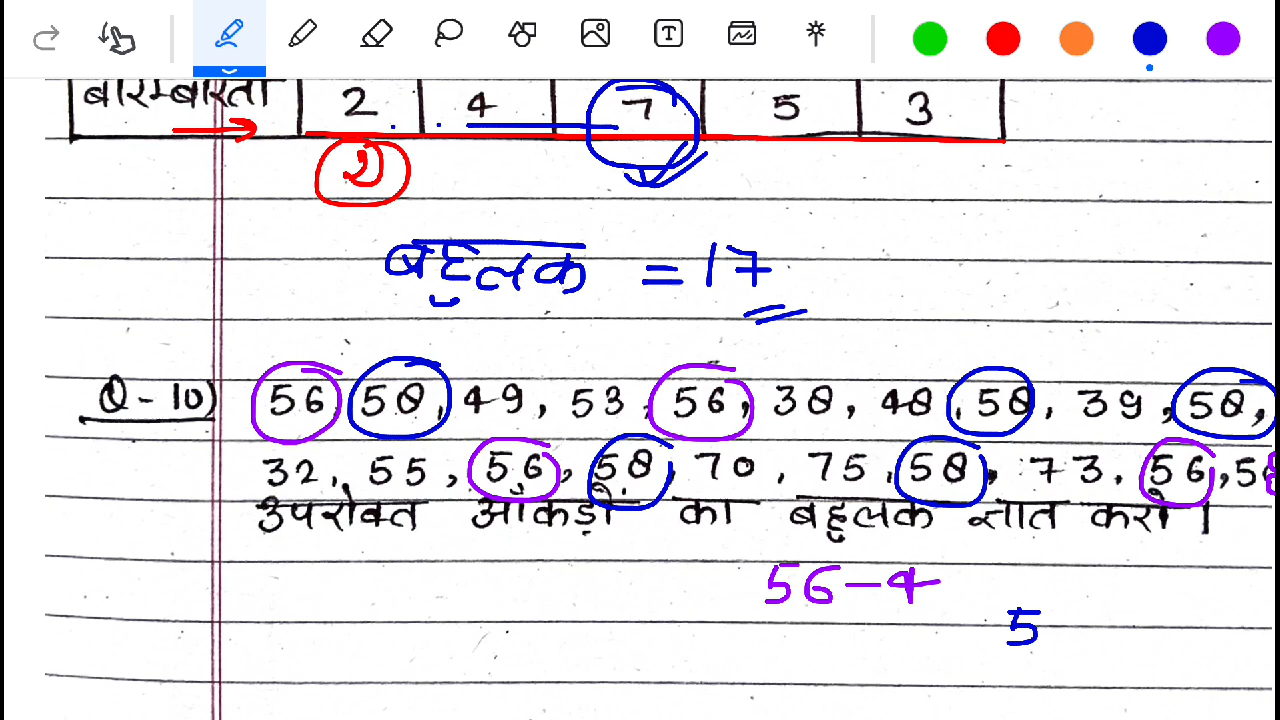 बारम्बारता 2 4 7 5 3
बहुलक = 17
Q-10) 56, 58, 49, 53, 56, 38, 48, 58, 39, 58,
32, 55, 56, 58, 70, 75, 58, 73, 56,
उपरोक्त आंकड़ो का बहुलक ज्ञात करो।
56-4
5